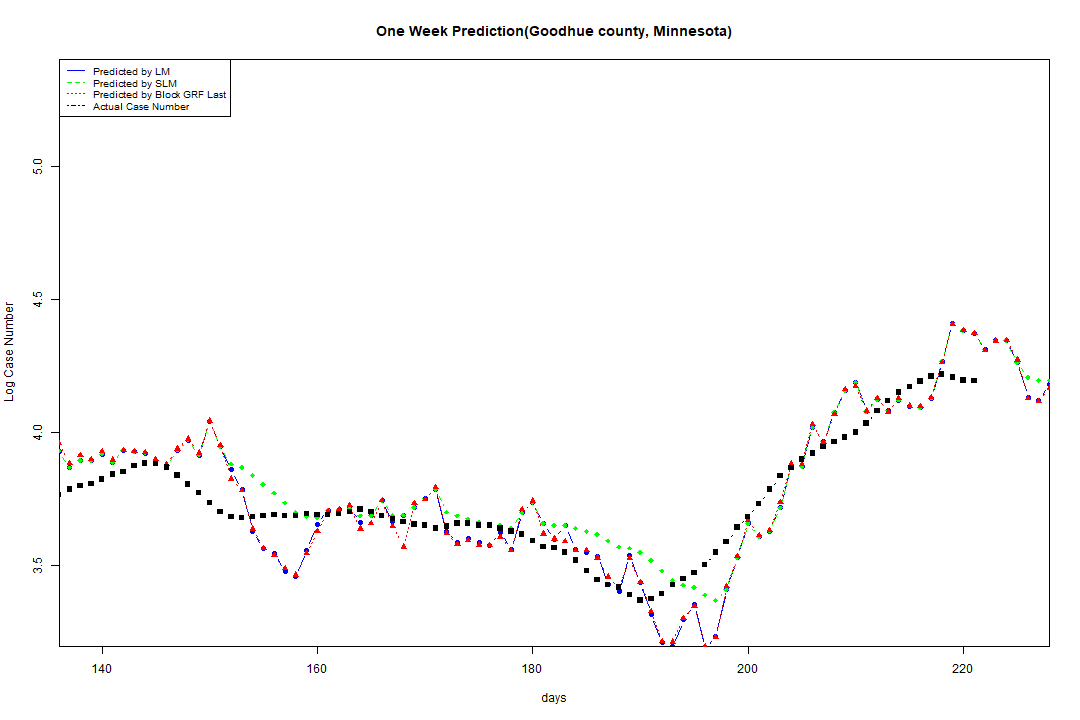 One Week Prediction(Goodhue county, Minnesota)
Predicted by LM
Predicted by SLM
Predicted by Block GRF Last
Actual Case Number
5.0
4.5
4.0
3.5
Log Case Number
140 160 180 200 220
days